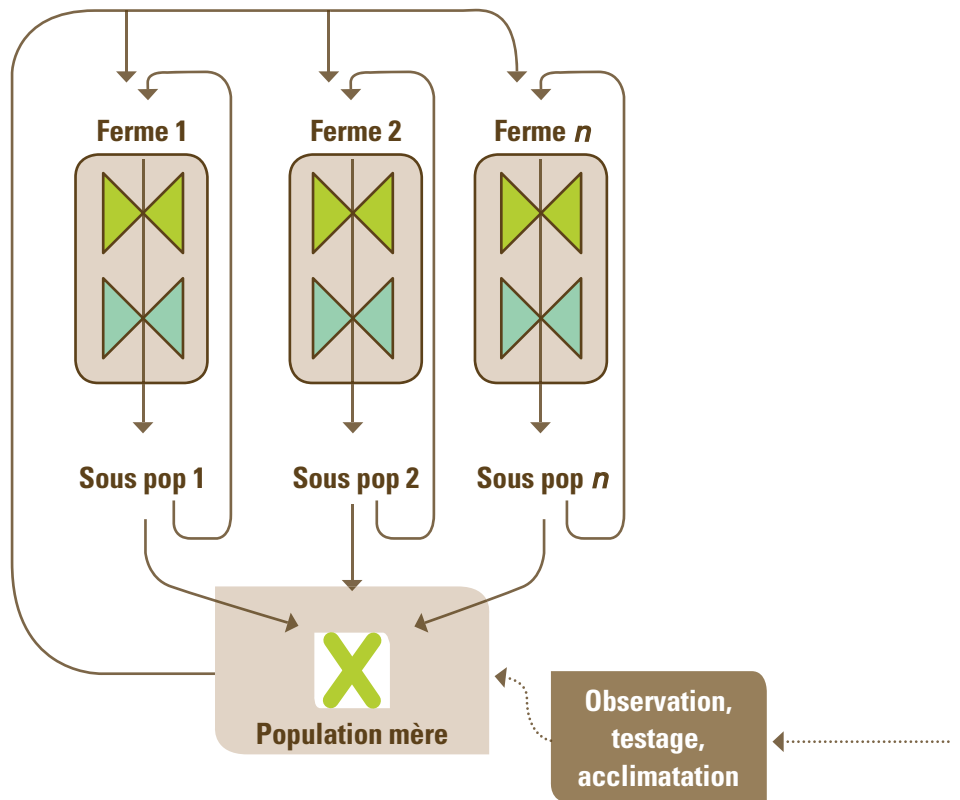 Ferme 1
Ferme 2
Ferme n
Sous pop 1
Sous pop 2
Sous pop n
Population mère
Observation,
testage,
acclimatation